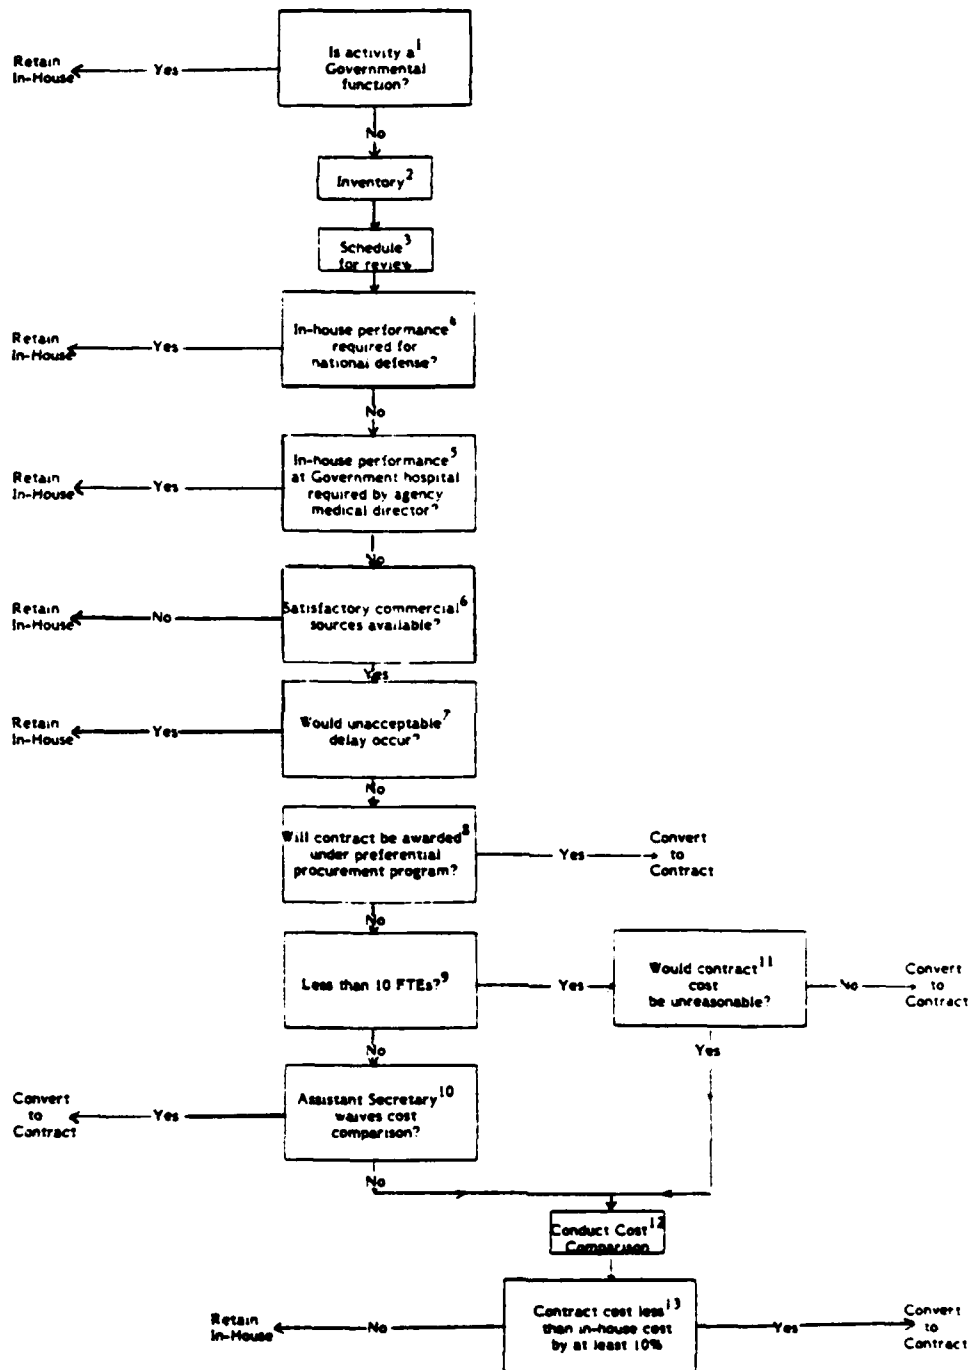 Is activity a1
Governmental
function?
Yes
Retain
In-House
No
Inventory2
Schedule3
for review
In-house performance4
required for
national defense?
Yes
Retain
In-House
No
In-house performance5
at Government hospital
required by agency
medical director?
Yes
Retain
In-House
No
Satisfactory commercial6
sources available?
No
Retain
In-House
Yes
Would unacceptable7
delay occur?
Yes
Retain
In-House
No
Will contract be awarded8
under preferential
procurement program?
Yes
Convert
to
Contract
No
Less than 10 FTEs?9
Yes
Would contract11
cost
be unreasonable?
No
Convert
to
Contract
Yes
No
Assistant Secretary10
waives cost
comparison?
Yes
Convert
to
Contract
No
Conduct Cost12
Comparison
Contract cost less13
than in-house cost
by at least 10%
No
Retain
In-House
Yes
Convert
to
Contract